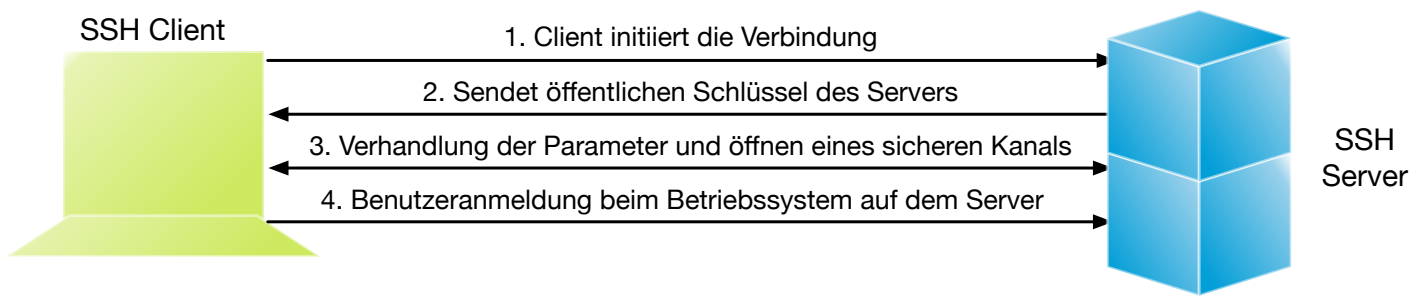 SSH Client
1. Client initiiert die Verbindung
2. Sendet öffentlichen Schlüssel des Servers
3. Verhandlung der Parameter und öffnen eines sicheren Kanals
4. Benutzeranmeldung beim Betriebssystem auf dem Server
SSH
Server